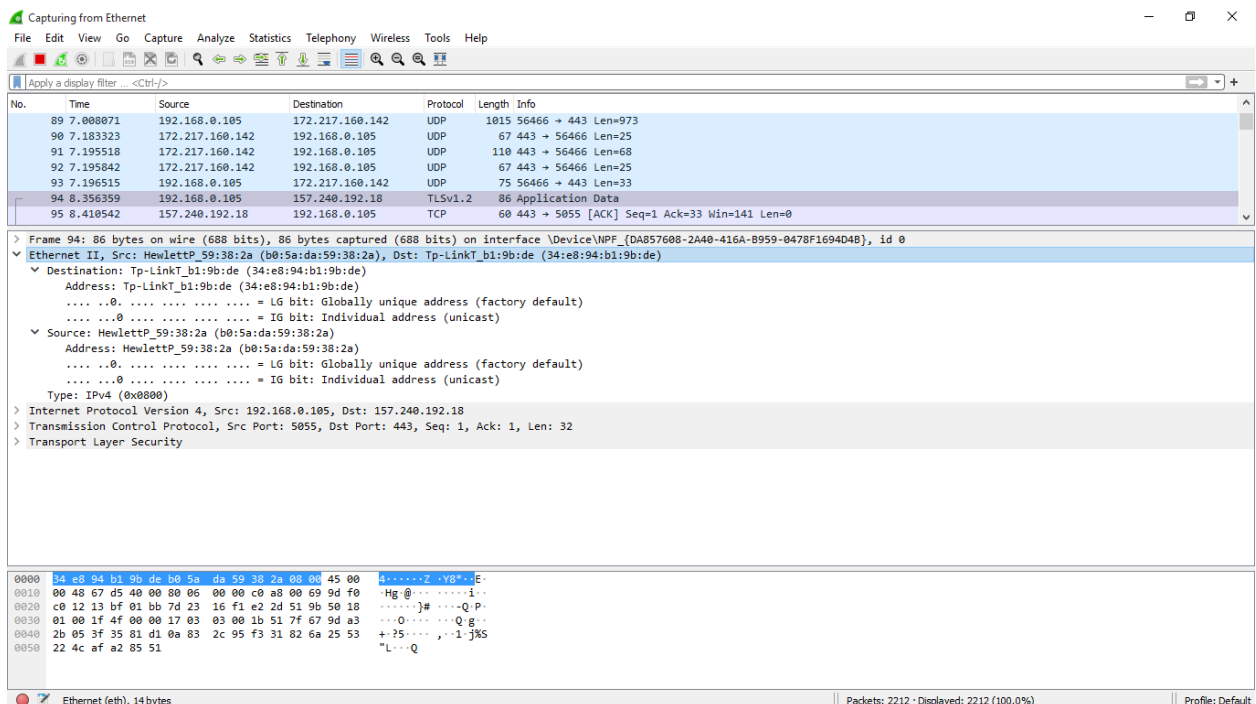 Capturing from Ethernet
File Edit View Go Capture Analyze Statistics Telephony Wireless Tools Help
Apply a display filter ... <Ctrl-/>
No. Time Source Destination Protocol Length Info
89 7.008071 192.168.0.105 172.217.160.142 UDP 1015 56466 → 443 Len=973
90 7.183323 172.217.160.142 192.168.0.105 UDP 67 443 → 56466 Len=25
91 7.195518 172.217.160.142 192.168.0.105 UDP 110 443 → 56466 Len=68
92 7.195842 172.217.160.142 192.168.0.105 UDP 67 443 → 56466 Len=25
93 7.196515 192.168.0.105 172.217.160.142 UDP 75 56466 → 443 Len=33
94 8.356359 192.168.0.105 157.240.192.18 TLSv1.2 86 Application Data
95 8.410542 157.240.192.18 192.168.0.105 TCP 60 443 → 5055 [ACK] Seq=1 Ack=33 Win=141 Len=0
Frame 94: 86 bytes on wire (688 bits), 86 bytes captured (688 bits) on interface \Device\NPF_{DA857608-2A40-416A-B959-0478F1694D4B}, id 0
Ethernet II, Src: HewlettP_59:38:2a (b0:5a:da:59:38:2a), Dst: Tp-LinkT_b1:9b:de (34:e8:94:b1:9b:de)
Destination: Tp-LinkT_b1:9b:de (34:e8:94:b1:9b:de)
Address: Tp-LinkT_b1:9b:de (34:e8:94:b1:9b:de)
.... ..0. .... .... .... .... = LG bit: Globally unique address (factory default)
.... ...0 .... .... .... .... = IG bit: Individual address (unicast)
Source: HewlettP_59:38:2a (b0:5a:da:59:38:2a)
Address: HewlettP_59:38:2a (b0:5a:da:59:38:2a)
.... ..0. .... .... .... .... = LG bit: Globally unique address (factory default)
.... ...0 .... .... .... .... = IG bit: Individual address (unicast)
Type: IPv4 (0x0800)
Internet Protocol Version 4, Src: 192.168.0.105, Dst: 157.240.192.18
Transmission Control Protocol, Src Port: 5055, Dst Port: 443, Seq: 1, Ack: 1, Len: 32
Transport Layer Security
0000 34 e8 94 b1 9b de b0 5a da 59 38 2a 08 00 45 00 4······Z ·Y8*··E·
0010 00 48 67 d5 40 00 80 06 00 00 c0 a8 00 69 9d f0 ·Hg·@··· ·····i··
0020 c0 12 13 bf 01 bb 7d 23 16 f1 e2 2d 51 9b 50 18 ······}# ···-Q·P·
0030 01 00 1f 4f 00 00 17 03 03 00 1b 51 7f 67 9d a3 ···O···· ···Q·g··
0040 2b 05 3f 35 81 d1 0a 83 2c 95 f3 31 82 6a 25 53 +·?5···· ,··1·j%S
0050 22 4c af a2 85 51 "L···Q
Ethernet (eth), 14 bytes Packets: 2212 · Displayed: 2212 (100.0%) Profile: Default